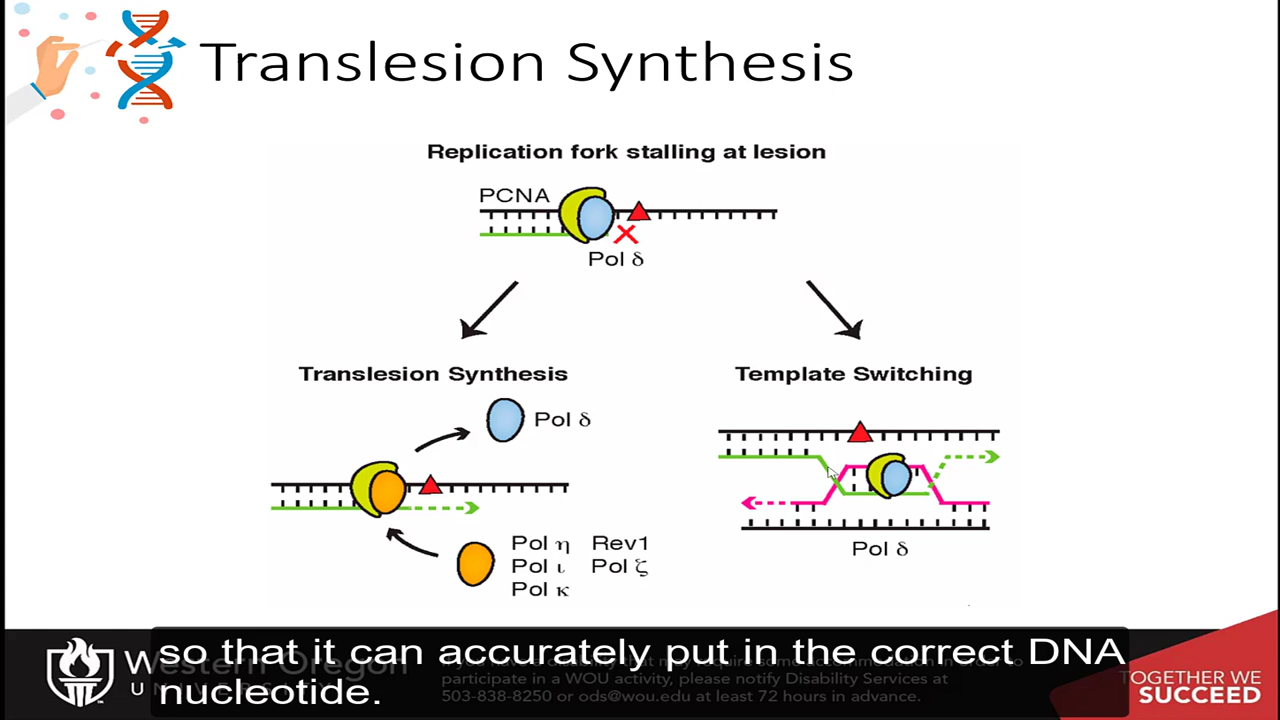 Translesion Synthesis
Replication fork stalling at lesion
PCNA
Pol δ
Translesion Synthesis
Pol δ
Pol η Rev1
Pol ι Pol ζ
Pol κ
Template Switching
Pol δ
so that it can accurately put in the correct DNA
nucleotide.
participate in a WOU activity, please notify Disability Services at
503-838-8250 or ods@wou.edu at least 72 hours in advance.
TOGETHER WE
SUCCEED